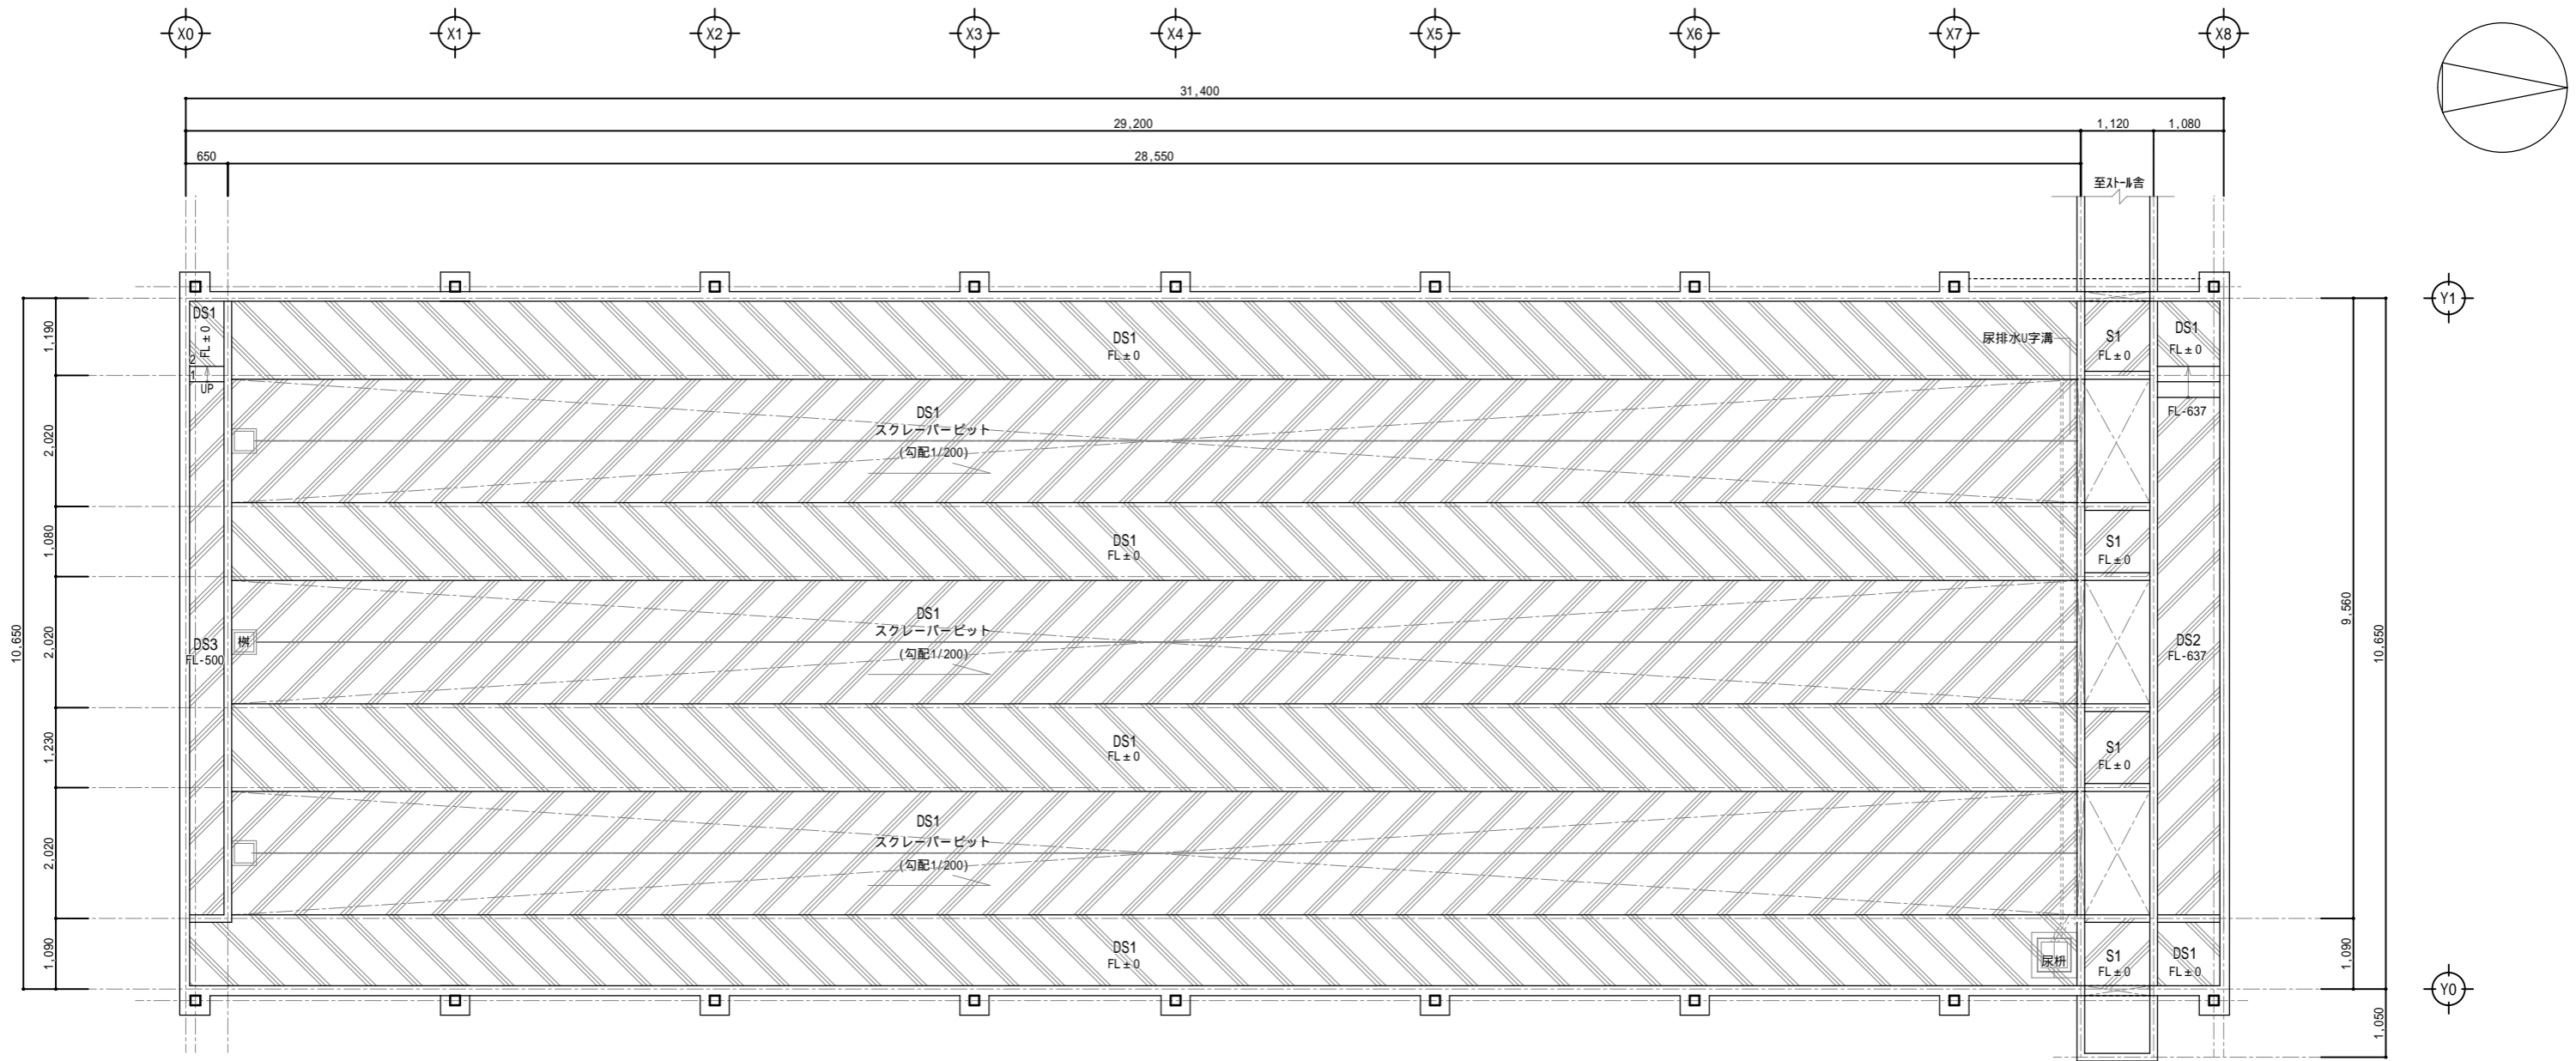 X0
X1
X2
X3
X4
X5
X6
X7
X8
31,400
29,200
1,120
1,080
650
28,550
至ストール舎
Y1
Y0
10,650
1,190
2,020
1,080
2,020
1,230
2,020
1,090
9,560
10,650
1,090
1,050
DS1
FL±0
2
1
UP
DS1
FL±0
尿排水U字溝
S1
FL±0
DS1
FL±0
FL-637
DS1
スクレーパーピット
(勾配1/200)
DS1
FL±0
S1
FL±0
DS3
FL-500
桝
DS1
スクレーパーピット
(勾配1/200)
DS2
FL-637
DS1
FL±0
S1
FL±0
DS1
スクレーパーピット
(勾配1/200)
DS1
FL±0
尿枡
S1
FL±0
DS1
FL±0